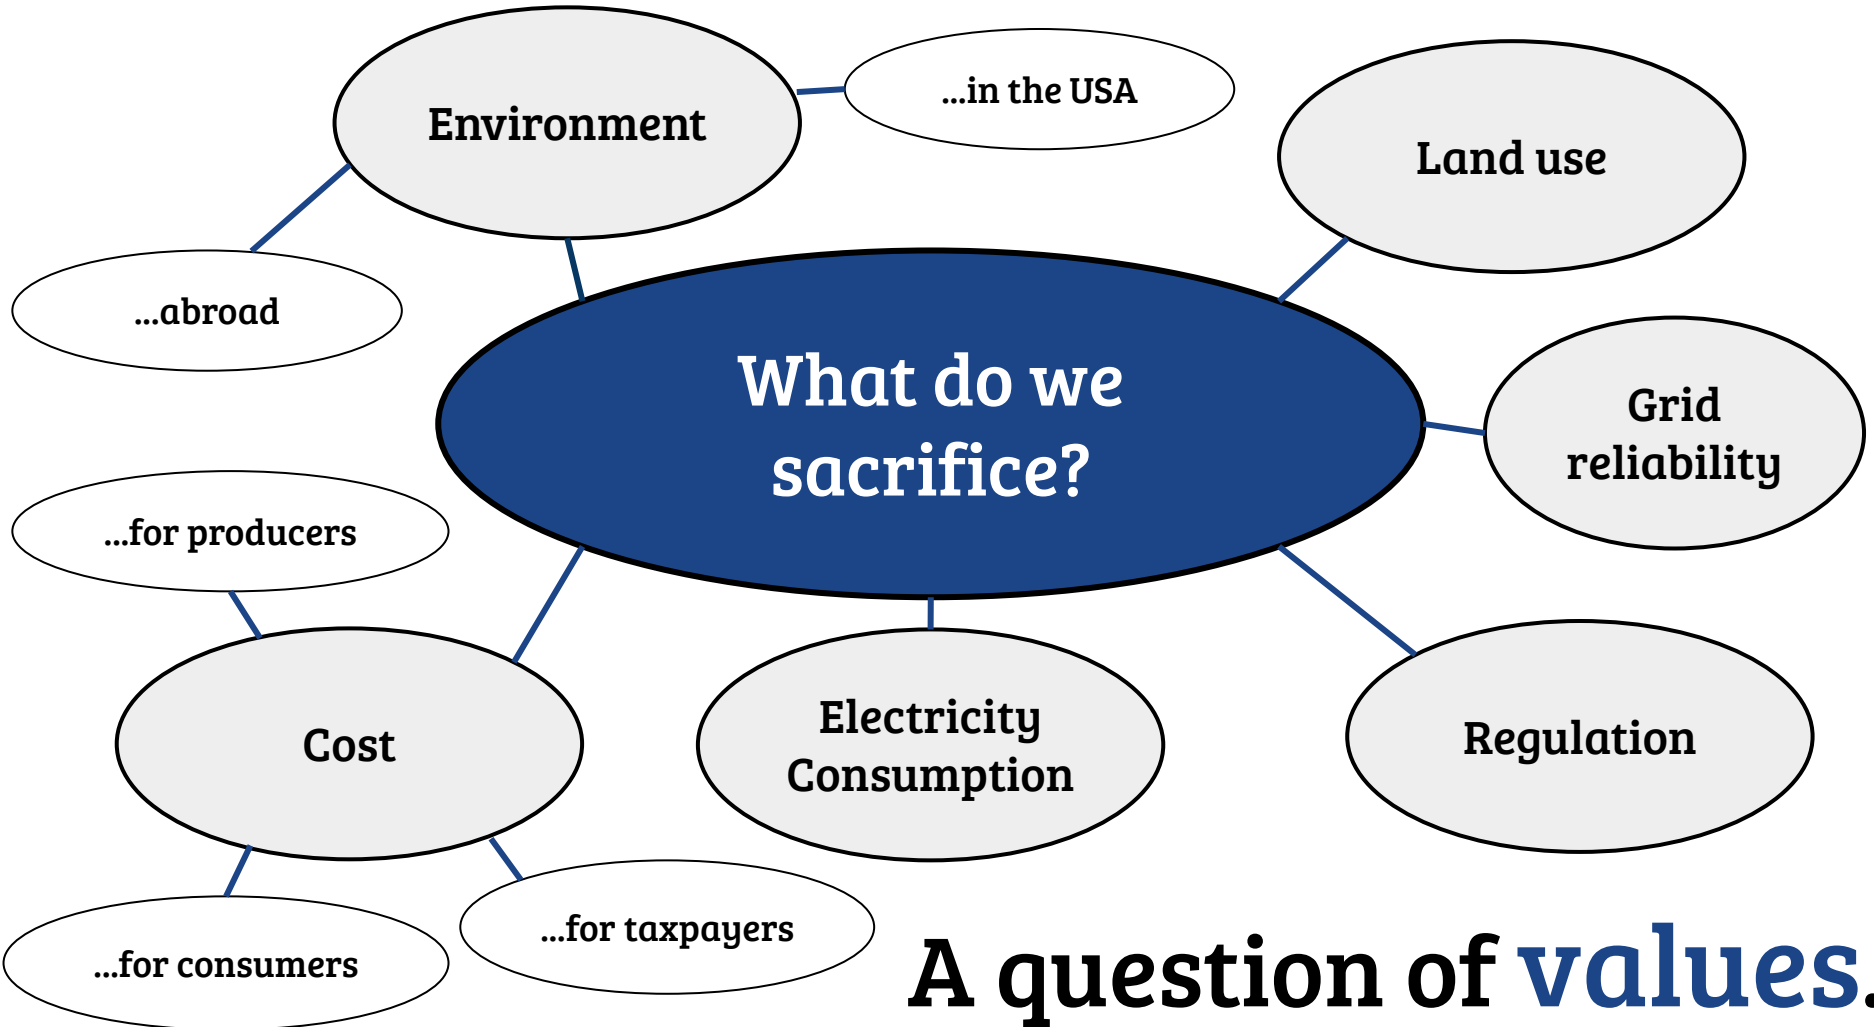 Environment
...in the USA
Land use
...abroad
What do we
sacrifice?
Grid
reliability
...for producers
Cost
Electricity
Consumption
Regulation
...for consumers
...for taxpayers
A question of values.